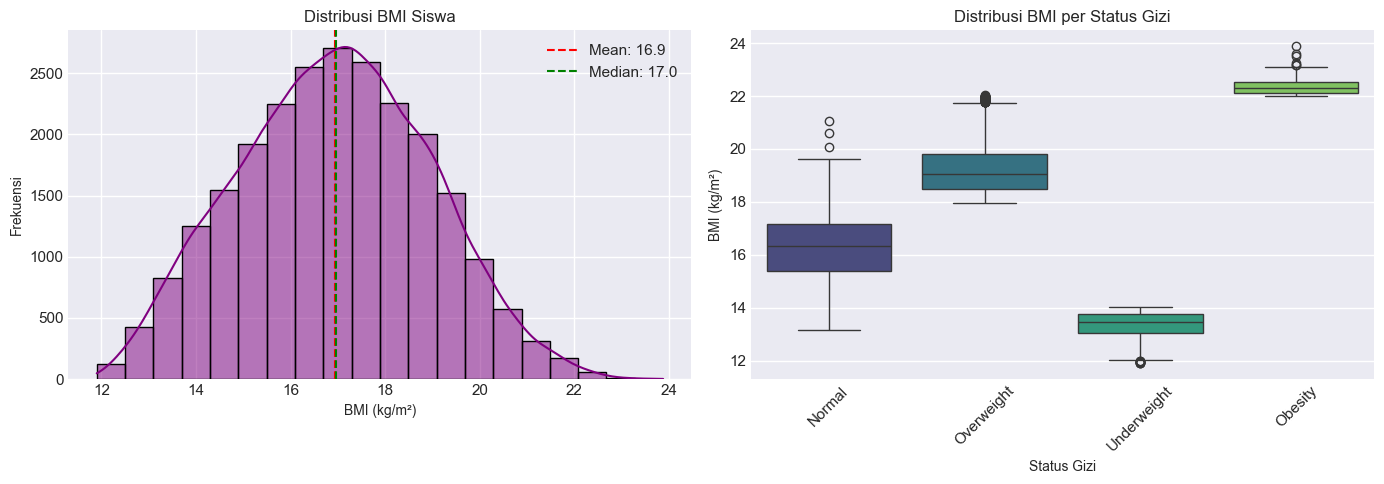 Distribusi BMI Siswa
Mean: 16.9
Median: 17.0
Frekuensi
2500
2000
1500
1000
500
0
12 14 16 18 20 22 24
BMI (kg/m²)
Distribusi BMI per Status Gizi
BMI (kg/m²)
24
22
20
18
16
14
12
Normal
Overweight
Underweight
Obesity
Status Gizi